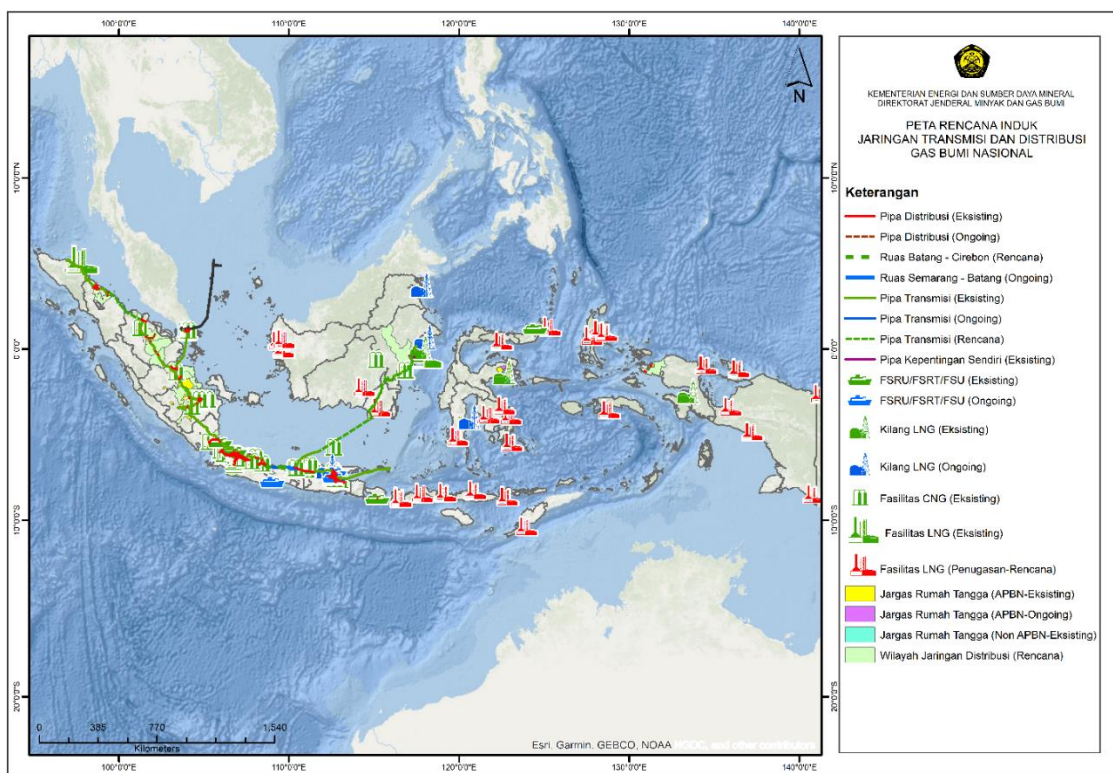 100°0'0"E 110°0'0"E 120°0'0"E 130°0'0"E 140°0'0"E
10°0'0"N
0°0'0"
10°0'0"S
20°0'0"S
N
10°0'0"N
0°0'0"
10°0'0"S
20°0'0"S
0 385 770 1,540
Kilometers
Esri, Garmin, GEBCO, NOAA NGDC, and other contributors
100°0'0"E 110°0'0"E 120°0'0"E 130°0'0"E 140°0'0"E
KEMENTERIAN ENERGI DAN SUMBER DAYA MINERAL
DIREKTORAT JENDERAL MINYAK DAN GAS BUMI
PETA RENCANA INDUK
JARINGAN TRANSMISI DAN DISTRIBUSI
GAS BUMI NASIONAL
Keterangan
Pipa Distribusi (Eksisting)
Pipa Distribusi (Ongoing)
Ruas Batang - Cirebon (Rencana)
Ruas Semarang - Batang (Ongoing)
Pipa Transmisi (Eksisting)
Pipa Transmisi (Ongoing)
Pipa Transmisi (Rencana)
Pipa Kepentingan Sendiri (Eksisting)
FSRU/FSRT/FSU (Eksisting)
FSRU/FSRT/FSU (Ongoing)
Kilang LNG (Eksisting)
Kilang LNG (Ongoing)
Fasilitas CNG (Eksisting)
Fasilitas LNG (Eksisting)
Fasilitas LNG (Penugasan-Rencana)
Jargas Rumah Tangga (APBN-Eksisting)
Jargas Rumah Tangga (APBN-Ongoing)
Jargas Rumah Tangga (Non APBN-Eksisting)
Wilayah Jaringan Distribusi (Rencana)